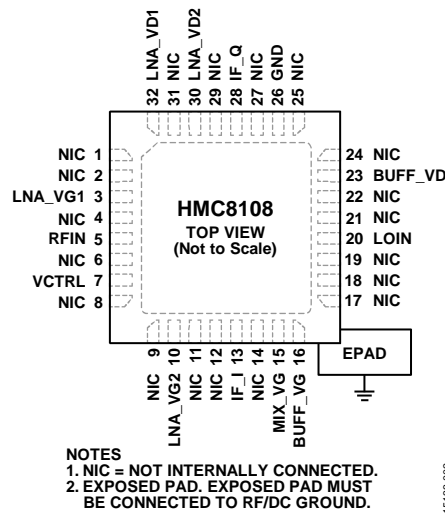 32 LNA_VD1
31 NIC
30 LNA_VD2
29 NIC
28 IF_Q
27 NIC
26 GND
25 NIC
NIC 1
NIC 2
LNA_VG1 3
NIC 4
RFIN 5
NIC 6
VCTRL 7
NIC 8
HMC8108
TOP VIEW
(Not to Scale)
24 NIC
23 BUFF_VD
22 NIC
21 NIC
20 LOIN
19 NIC
18 NIC
17 NIC
NIC 9
LNA_VG2 10
NIC 11
NIC 12
IF_I 13
NIC 14
MIX_VG 15
BUFF_VG 16
EPAD
NOTES
1. NIC = NOT INTERNALLY CONNECTED.
2. EXPOSED PAD. EXPOSED PAD MUST
BE CONNECTED TO RF/DC GROUND.